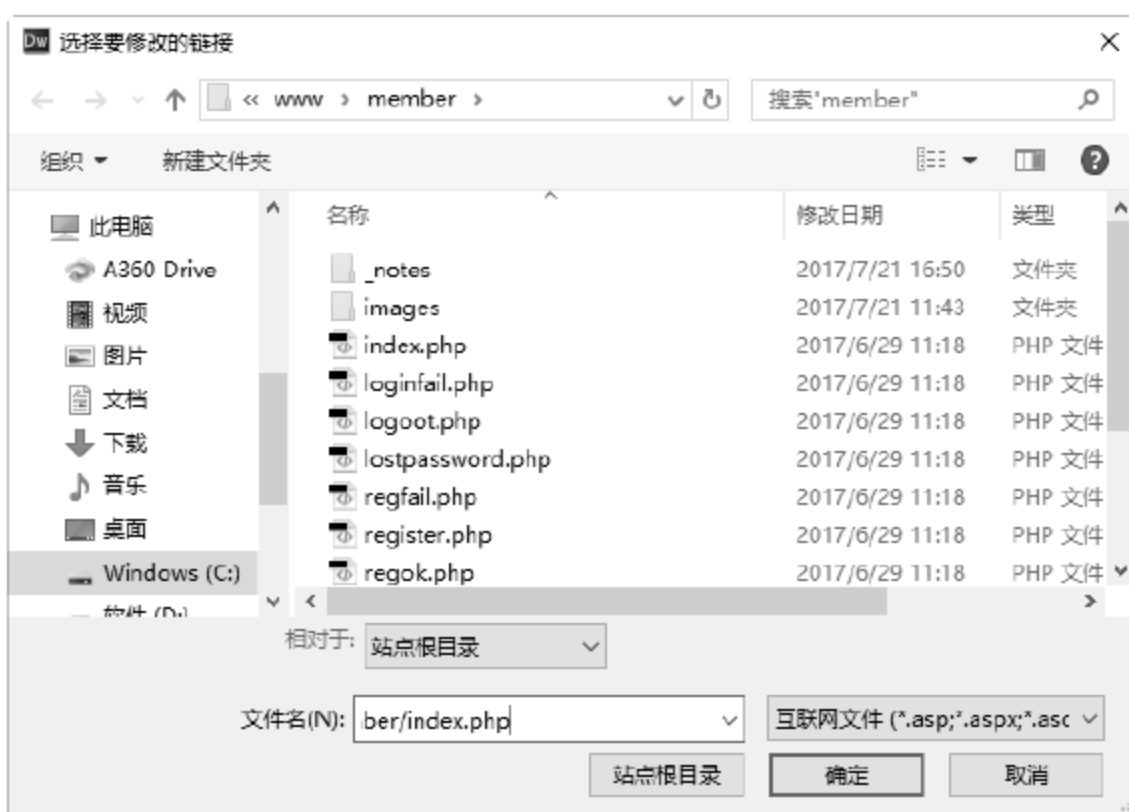 Dw 选择要修改的链接
« www › member ›
搜索"member"
组织
新建文件夹
名称 修改日期 类型
此电脑
A360 Drive
视频
图片
文档
下载
音乐
桌面
Windows (C:)
软件 (D:)
_notes 2017/7/21 16:50 文件夹
images 2017/7/21 11:43 文件夹
index.php 2017/6/29 11:18 PHP 文件
loginfail.php 2017/6/29 11:18 PHP 文件
logoot.php 2017/6/29 11:18 PHP 文件
lostpassword.php 2017/6/29 11:18 PHP 文件
regfail.php 2017/6/29 11:18 PHP 文件
register.php 2017/6/29 11:18 PHP 文件
regok.php 2017/6/29 11:18 PHP 文件
相对于: 站点根目录
文件名(N): ber/index.php 互联网文件 (*.asp;*.aspx;*.asc
站点根目录 确定 取消